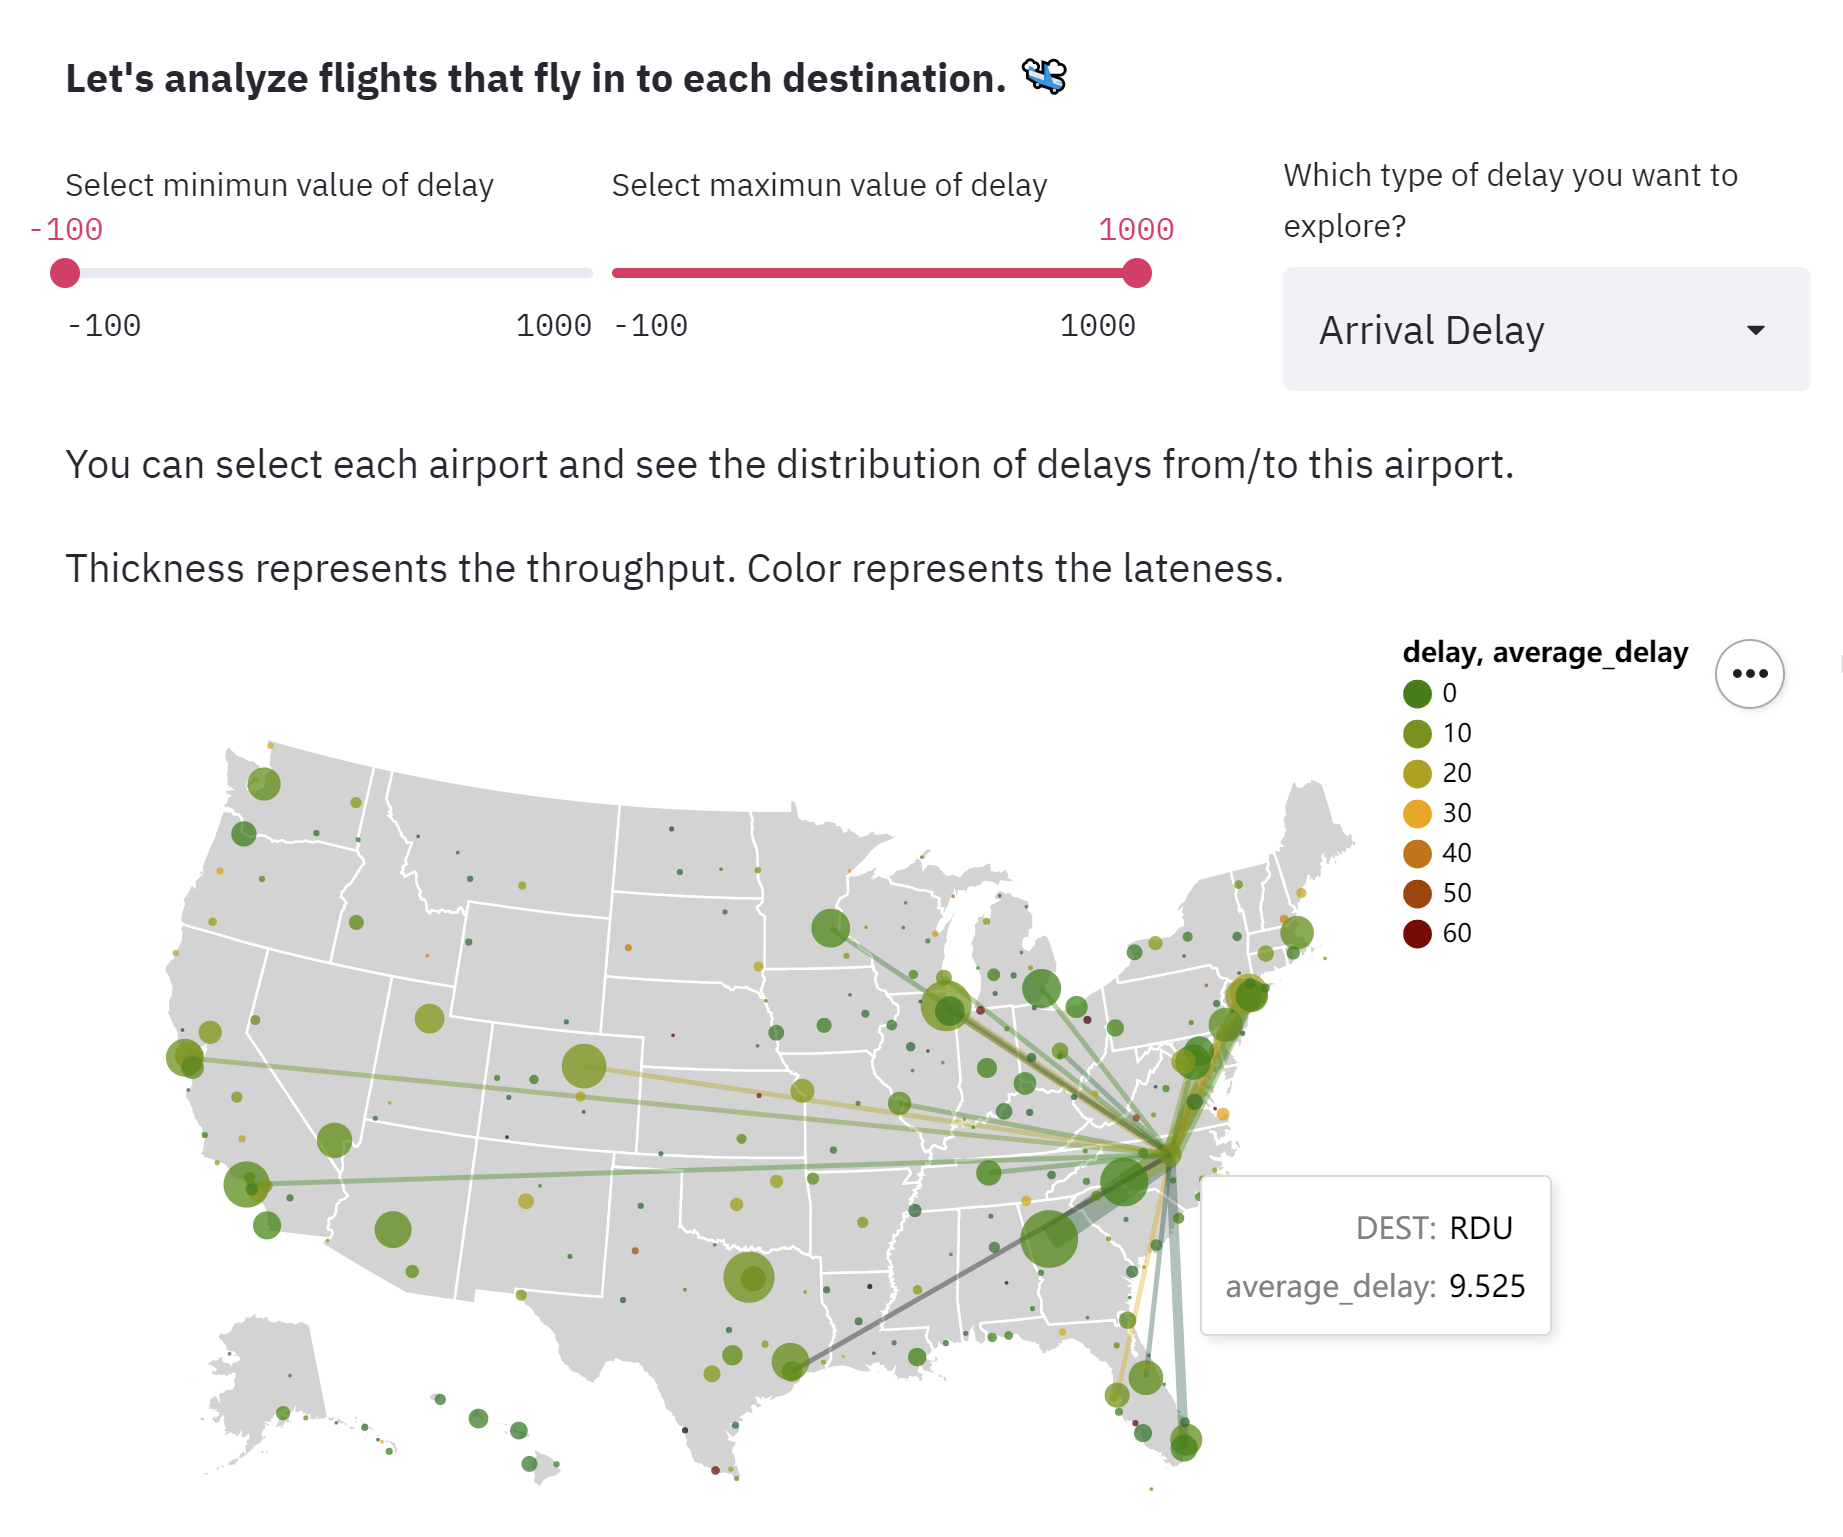 Let's analyze flights that fly in to each destination.
Select minimun value of delay
Select maximun value of delay
Which type of delay you want to
explore?
-100
1000
-100
1000
-100
1000
Arrival Delay
You can select each airport and see the distribution of delays from/to this airport.
Thickness represents the throughput. Color represents the lateness.
delay, average_delay
0
10
20
30
40
50
60
DEST: RDU
average_delay: 9.525